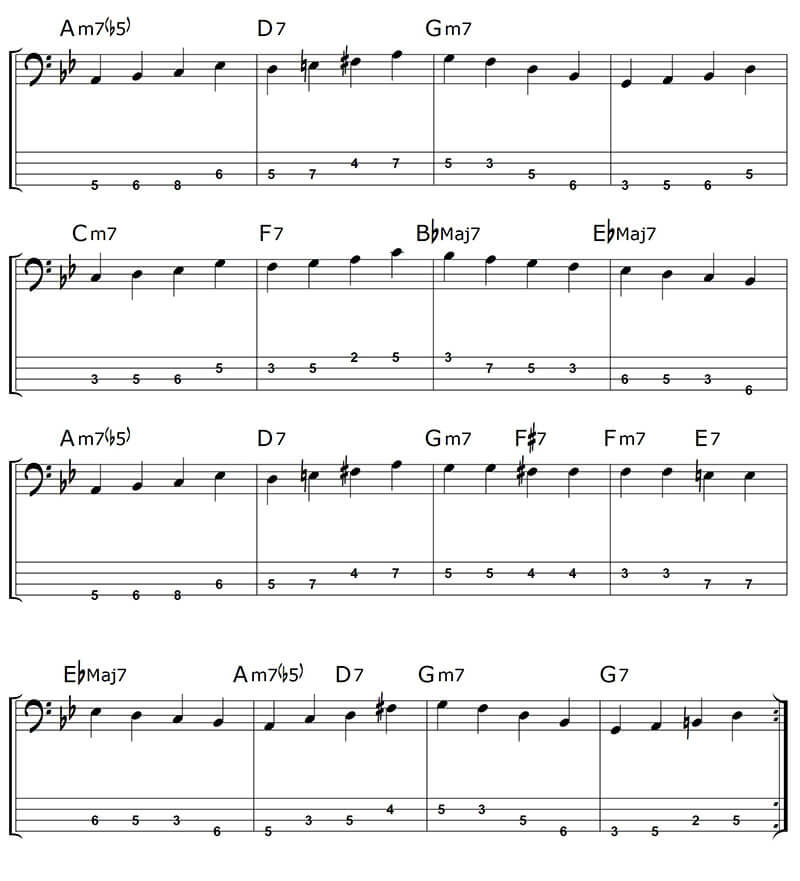 Am7(♭5) D7 Gm7
5 6 8 6 5 7 4 7 5 3 5 6 3 5 6 5
Cm7 F7 B♭Maj7 E♭Maj7
3 5 6 5 3 5 2 5 3 7 5 3 6 5 3 6
Am7(♭5) D7 Gm7 F♯7 Fm7 E7
5 6 8 6 5 7 4 7 5 5 4 4 3 3 7 7
E♭Maj7 Am7(♭5) D7 Gm7 G7
6 5 3 6 5 3 5 4 5 3 5 6 3 5 2 5